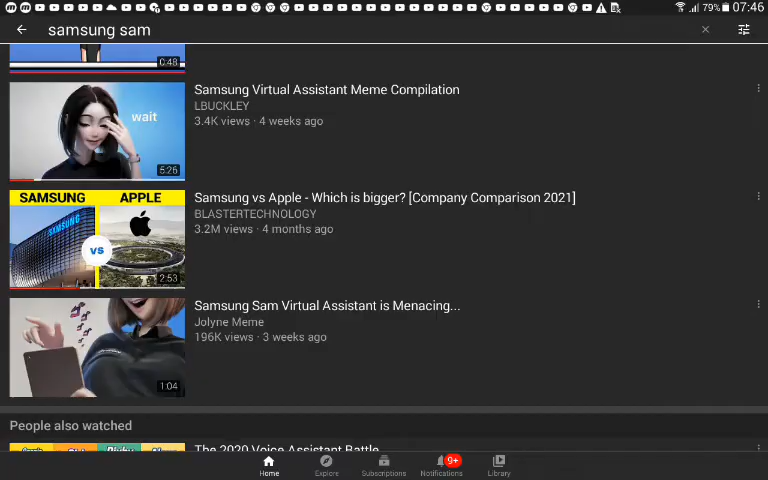 79% 07:46
samsung sam
0:48
Samsung Virtual Assistant Meme Compilation
LBUCKLEY
3.4K views · 4 weeks ago
wait
5:26
SAMSUNG APPLE
Samsung vs Apple - Which is bigger? [Company Comparison 2021]
BLASTERTECHNOLOGY
3.2M views · 4 months ago
SAMSUNG
VS
2:53
Samsung Sam Virtual Assistant is Menacing...
Jolyne Meme
196K views · 3 weeks ago
1:04
People also watched
The 2020 Voice Assistant Battle
9+
Home Explore Subscriptions Notifications Library